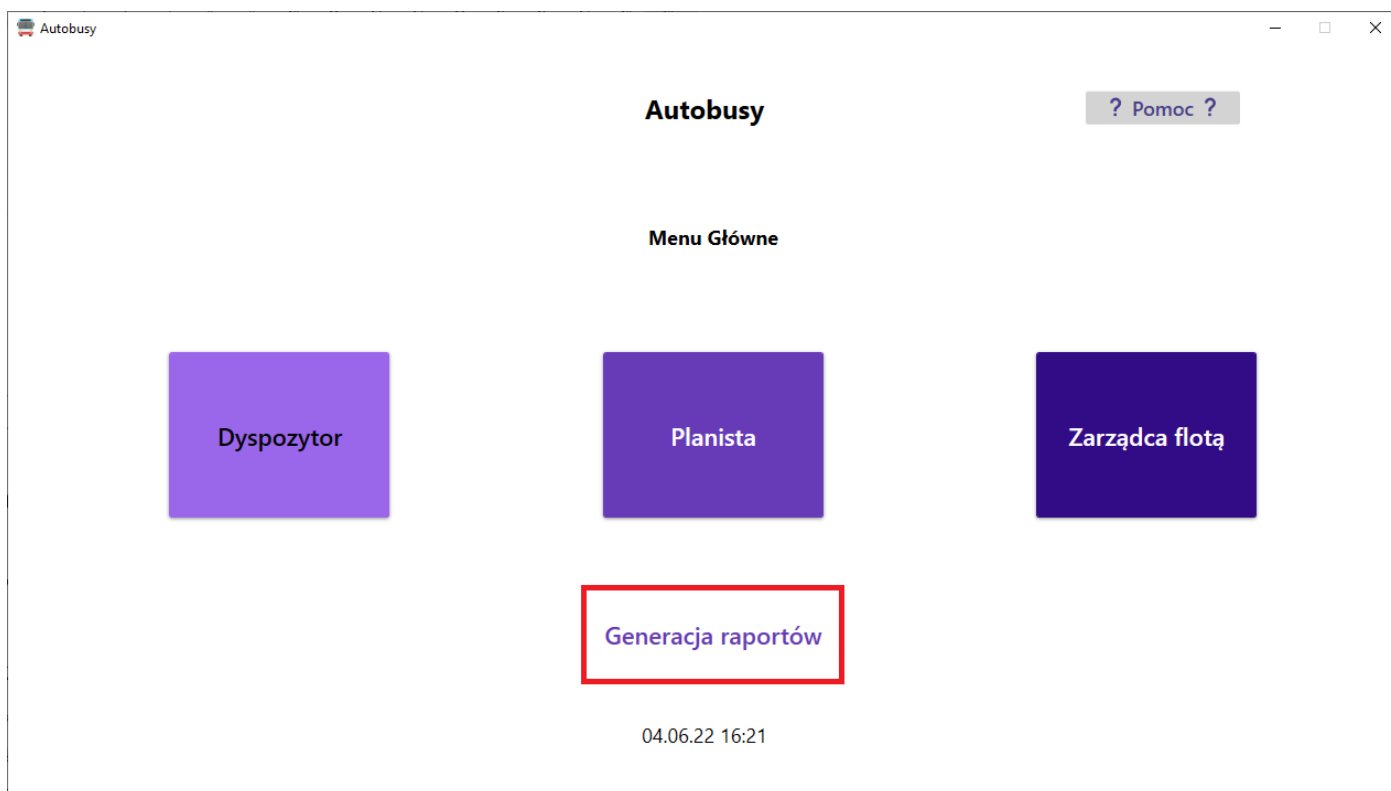 Autobusy
Autobusy
? Pomoc ?
Menu Główne
Dyspozytor
Planista
Zarządca flotą
Generacja raportów
04.06.22 16:21